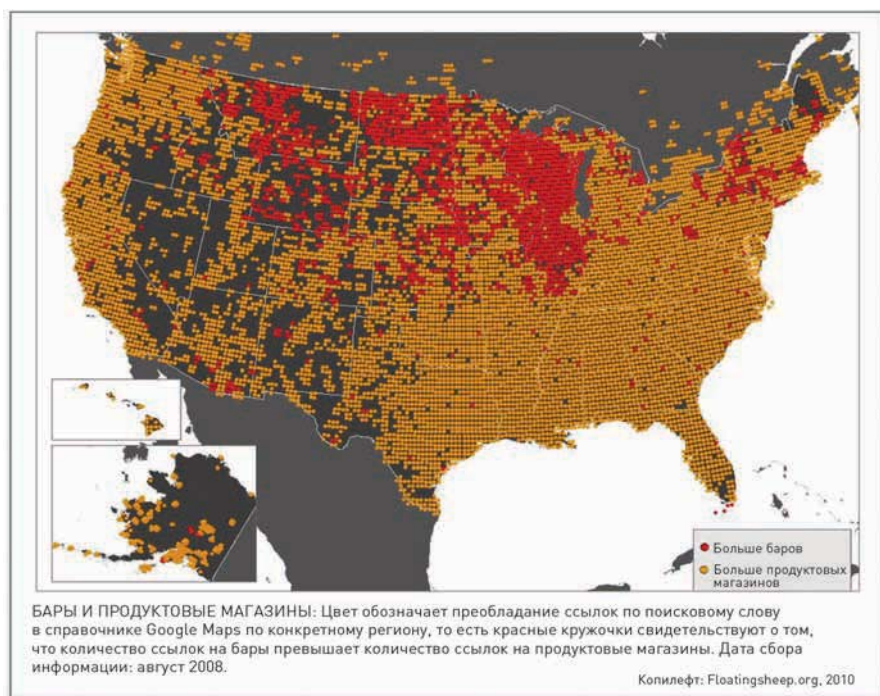 Больше баров
Больше продуктовых
магазинов
БАРЫ И ПРОДУКТОВЫЕ МАГАЗИНЫ: Цвет обозначает преобладание ссылок по поисковому слову
в справочнике Google Maps по конкретному региону, то есть красные кружочки свидетельствуют о том,
что количество ссылок на бары превышает количество ссылок на продуктовые магазины. Дата сбора
информации: август 2008.
Копилефт: Floatingsheep.org, 2010